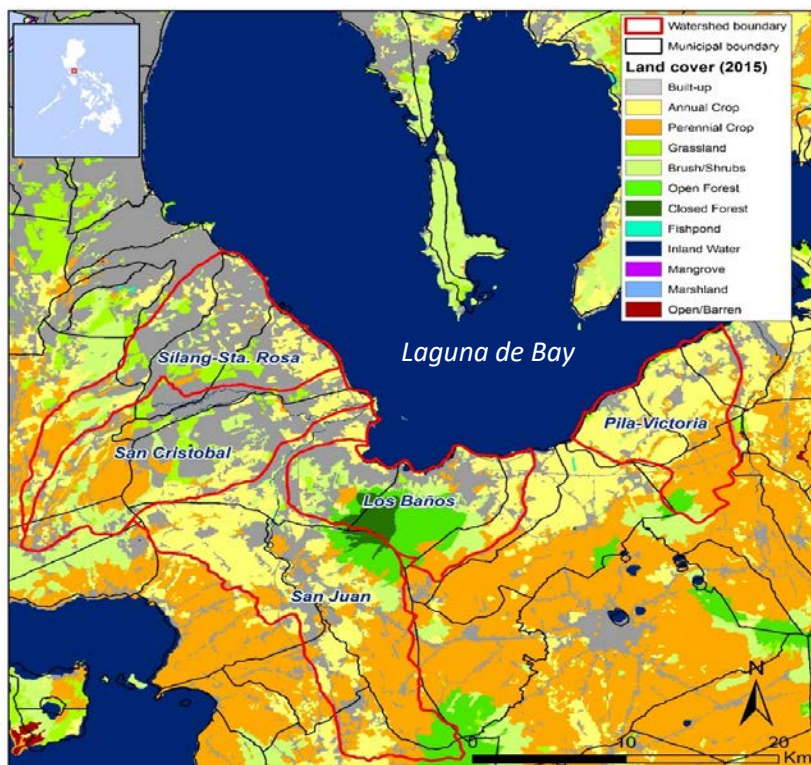 Watershed boundary
Municipal boundary
Land cover (2015)
Built-up
Annual Crop
Perennial Crop
Grassland
Brush/Shrubs
Open Forest
Closed Forest
Fishpond
Inland Water
Mangrove
Marshland
Open/Barren
Laguna de Bay
Silang-Sta. Rosa
Pila-Victoria
San Cristobal
Los Baños
San Juan
N
0 10 20
Km